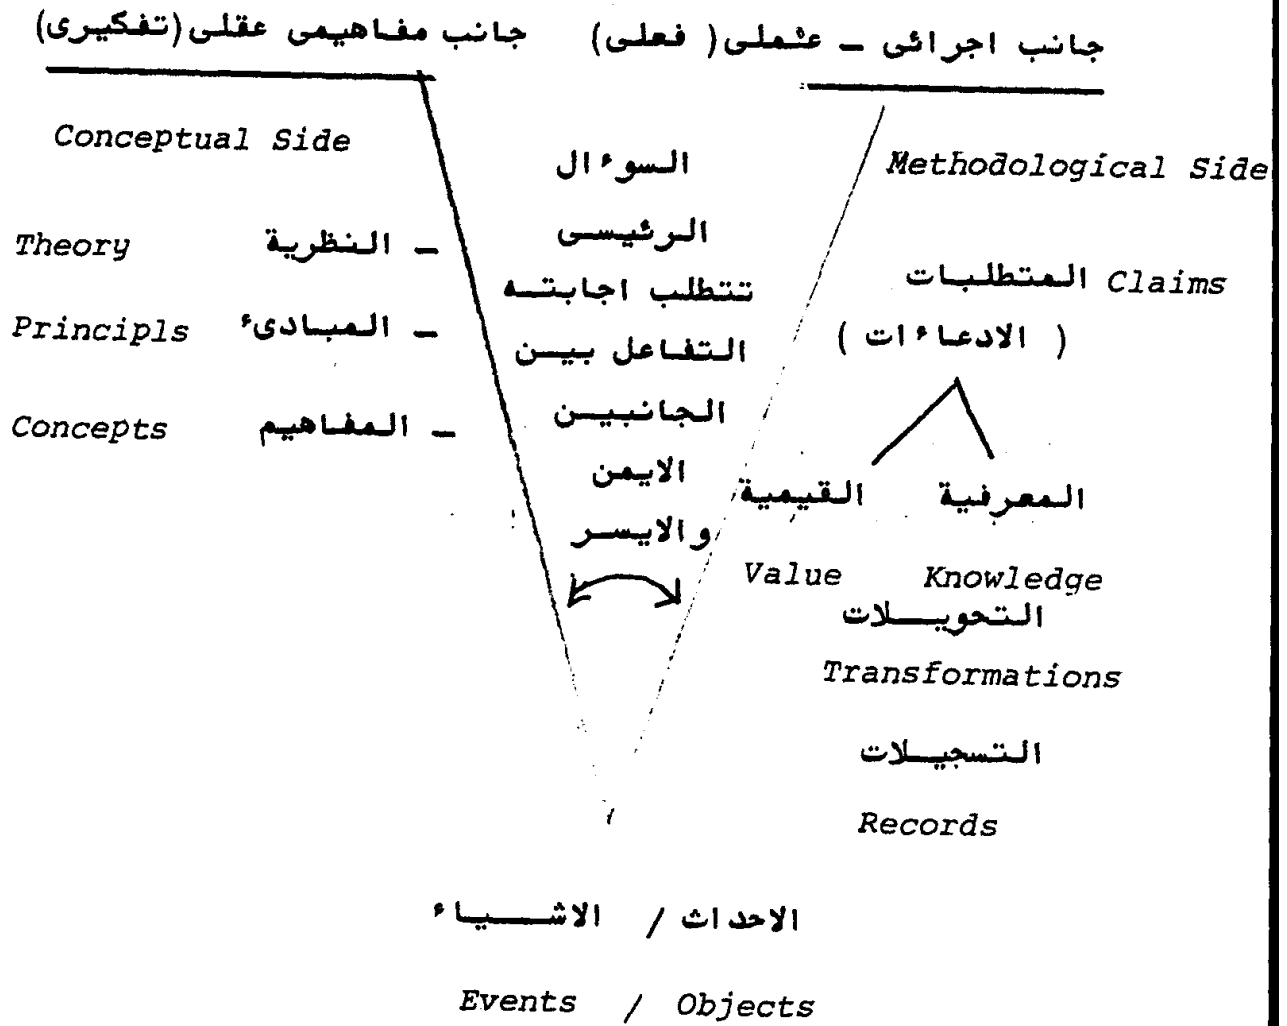 جانب اجرائى - عملى ( فعلى)
جانب مفاهيمى عقلى (تفكيرى)
Conceptual Side
Theory
- النظرية
Principls
- المبادىء
Concepts
- المفاهيم
السوءال
الرئيسى
تتطلب اجابته
التفاعل بين
الجانبين
الايمن
والايسر
Methodological Side
المتطلبات Claims
( الادعاءات )
المعرفية
القيمية
Value
Knowledge
التحويلات
Transformations
التسجيلات
Records
الاحداث / الاشياء
Events / Objects